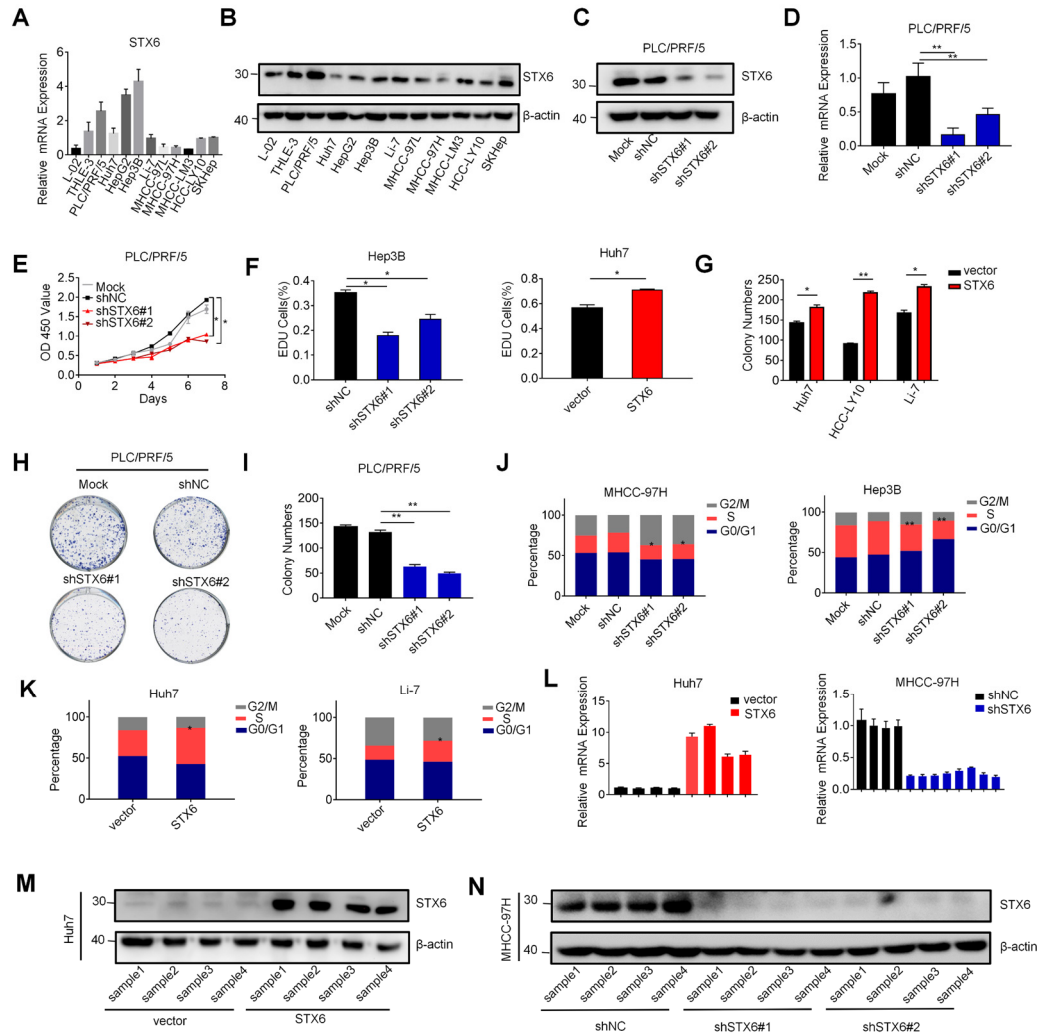 A
STX6
Relative mRNA Expression
6
4
2
0
L-02
THLE-3
PLC/PRF/5
Huh7
HepG2
Hep3B
Li-7
MHCC-97L
MHCC-97H
MHCC-LM3
HCC-LY10
SKHep
B
30
STX6
40
β-actin
L-02
THLE-3
PLC/PRF/5
Huh7
HepG2
Hep3B
Li-7
MHCC-97L
MHCC-97H
MHCC-LM3
HCC-LY10
SKHep
C
PLC/PRF/5
30
STX6
40
β-actin
Mock
shNC
shSTX6#1
shSTX6#2
D
PLC/PRF/5
Relative mRNA Expression
1.5
1.0
0.5
0.0
**
**
Mock
shNC
shSTX6#1
shSTX6#2
E
PLC/PRF/5
OD 450 Value
2.5
2.0
1.5
1.0
0.5
0.0
Mock
shNC
shSTX6#1
shSTX6#2
* *
0 2 4 6 8
Days
F
Hep3B
EDU Cells(%)
0.4
0.3
0.2
0.1
0.0
*
*
shNC
shSTX6#1
shSTX6#2
Huh7
EDU Cells(%)
0.8
0.6
0.4
0.2
0.0
*
vector
STX6
G
Colony Numbers
250
200
150
100
50
0
* ** *
vector
STX6
Huh7
HCC-LY10
Li-7
H
PLC/PRF/5
Mock
shNC
shSTX6#1
shSTX6#2
I
PLC/PRF/5
Colony Numbers
200
150
100
50
0
**
**
Mock
shNC
shSTX6#1
shSTX6#2
J
MHCC-97H
Percentage
100
50
0
* *
G2/M
S
G0/G1
Mock
shNC
shSTX6#1
shSTX6#2
Hep3B
Percentage
100
50
0
** **
G2/M
S
G0/G1
Mock
shNC
shSTX6#1
shSTX6#2
K
Huh7
Percentage
100
50
0
*
G2/M
S
G0/G1
vector
STX6
Li-7
Percentage
100
50
0
*
G2/M
S
G0/G1
vector
STX6
L
Huh7
Relative mRNA Expression
15
10
5
0
vector
STX6
MHCC-97H
Relative mRNA Expression
1.5
1.0
0.5
0.0
shNC
shSTX6
M
Huh7
30
STX6
40
β-actin
sample1
sample2
sample3
sample4
sample1
sample2
sample3
sample4
vector
STX6
N
MHCC-97H
30
STX6
40
β-actin
sample1
sample2
sample3
sample4
sample1
sample2
sample3
sample4
sample1
sample2
sample3
sample4
shNC
shSTX6#1
shSTX6#2